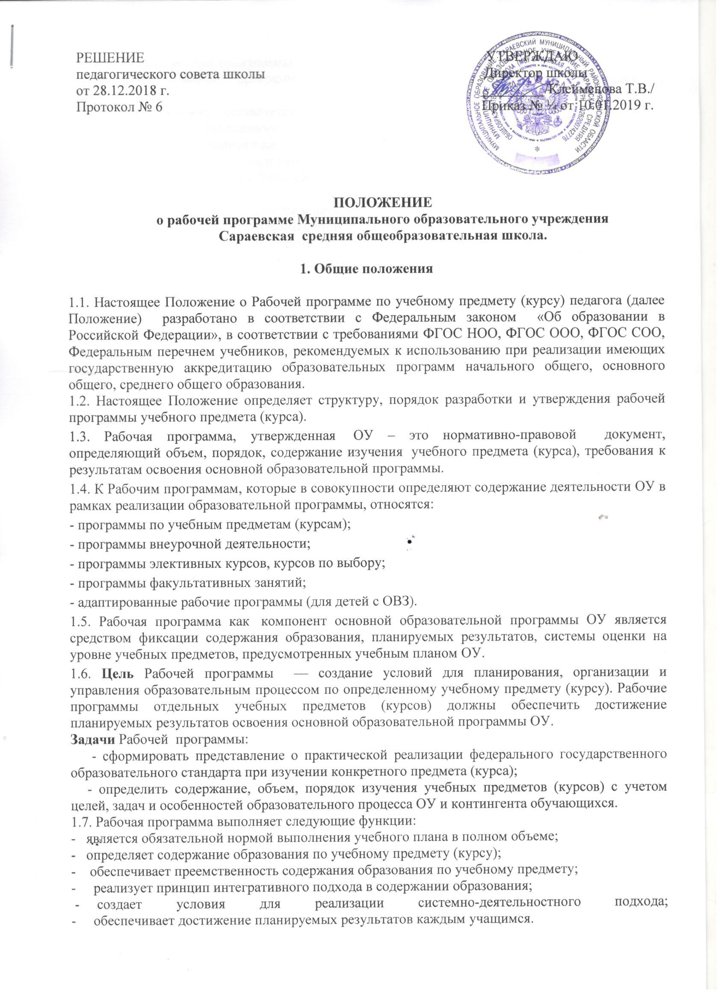 РЕШЕНИЕ
педагогического совета школы
от 28.12.2018 г.
Протокол № 6
УТВЕРЖДАЮ
Директор школы
/Клейменова Т.В./
Приказ № ¼ от 10.01.2019 г.
ПОЛОЖЕНИЕ
о рабочей программе Муниципального образовательного учреждения
Сараевская средняя общеобразовательная школа.
1. Общие положения
1.1. Настоящее Положение о Рабочей программе по учебному предмету (курсу) педагога (далее
Положение) разработано в соответствии с Федеральным законом «Об образовании в
Российской Федерации», в соответствии с требованиями ФГОС НОО, ФГОС ООО, ФГОС СОО,
Федеральным перечнем учебников, рекомендуемых к использованию при реализации имеющих
государственную аккредитацию образовательных программ начального общего, основного
общего, среднего общего образования.
1.2. Настоящее Положение определяет структуру, порядок разработки и утверждения рабочей
программы учебного предмета (курса).
1.3. Рабочая программа, утвержденная ОУ – это нормативно-правовой документ,
определяющий объем, порядок, содержание изучения учебного предмета (курса), требования к
результатам освоения основной образовательной программы.
1.4. К Рабочим программам, которые в совокупности определяют содержание деятельности ОУ в
рамках реализации образовательной программы, относятся:
- программы по учебным предметам (курсам);
- программы внеурочной деятельности;
- программы элективных курсов, курсов по выбору;
- программы факультативных занятий;
- адаптированные рабочие программы (для детей с ОВЗ).
1.5. Рабочая программа как компонент основной образовательной программы ОУ является
средством фиксации содержания образования, планируемых результатов, системы оценки на
уровне учебных предметов, предусмотренных учебным планом ОУ.
1.6. Цель Рабочей программы — создание условий для планирования, организации и
управления образовательным процессом по определенному учебному предмету (курсу). Рабочие
программы отдельных учебных предметов (курсов) должны обеспечить достижение
планируемых результатов освоения основной образовательной программы ОУ.
Задачи Рабочей программы:
- сформировать представление о практической реализации федерального государственного
образовательного стандарта при изучении конкретного предмета (курса);
- определить содержание, объем, порядок изучения учебных предметов (курсов) с учетом
целей, задач и особенностей образовательного процесса ОУ и контингента обучающихся.
1.7. Рабочая программа выполняет следующие функции:
- является обязательной нормой выполнения учебного плана в полном объеме;
- определяет содержание образования по учебному предмету (курсу);
- обеспечивает преемственность содержания образования по учебному предмету;
- реализует принцип интегративного подхода в содержании образования;
- создает условия для реализации системно-деятельностного подхода;
- обеспечивает достижение планируемых результатов каждым учащимся.